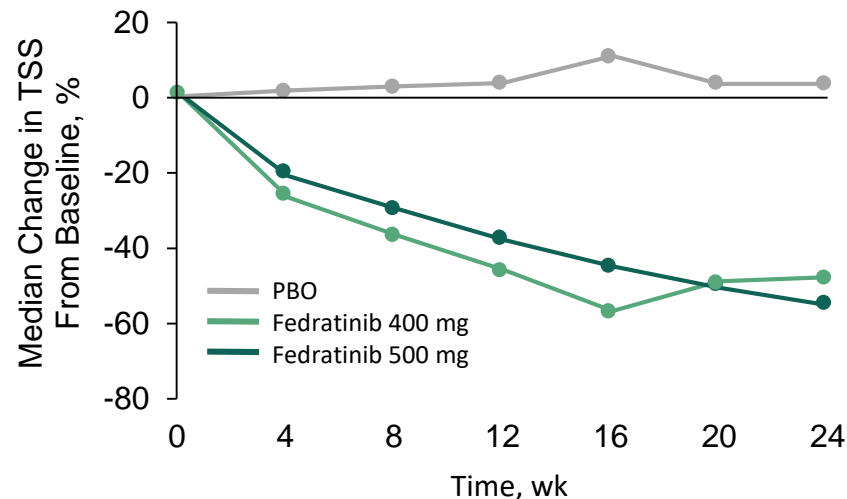 Median Change in TSS
From Baseline, %
20
0
-20
-40
-60
-80
PBO
Fedratinib 400 mg
Fedratinib 500 mg
0 4 8 12 16 20 24
Time, wk